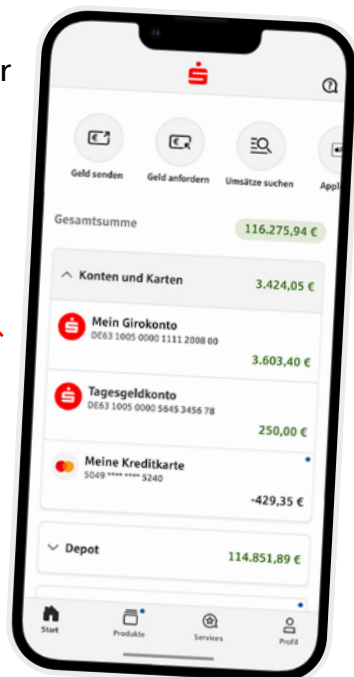 r
Geld senden
Geld anfordern
Umsätze suchen
Appl
Gesamtsumme
116.275,94 €
Konten und Karten
3.424,05 €
Mein Girokonto
DE63 1005 0000 1111 2008 00
3.603,40 €
Tagesgeldkonto
DE63 1005 0000 5645 3456 78
250,00 €
Meine Kreditkarte
5049 **** **** 5240
-429,35 €
Depot
114.851,89 €
Start
Produkte
Services
Profil